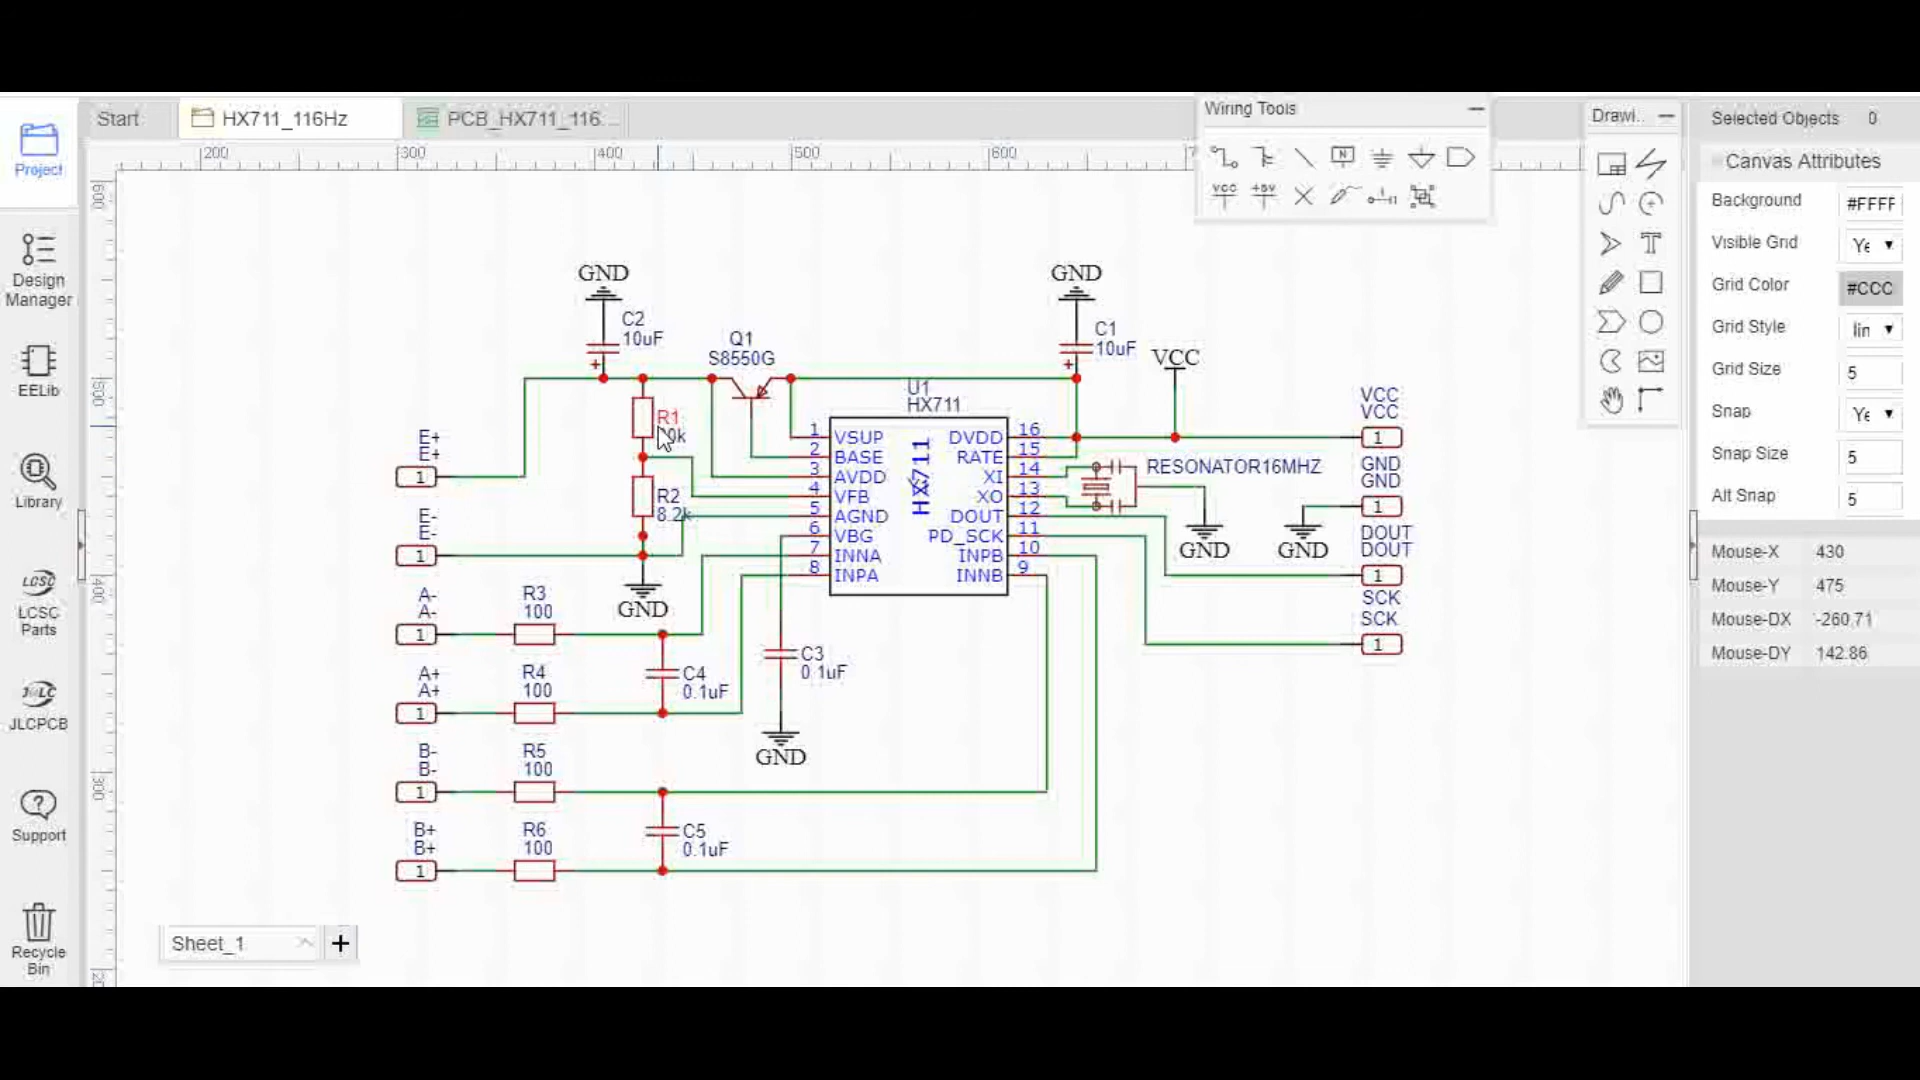 Start
HX711_116Hz
PCB_HX711_116...
Wiring Tools
Drawi..
Selected Objects 0
Canvas Attributes
Background #FFFF
Visible Grid Ye
Grid Color #CCC
Grid Style lin
Grid Size 5
Snap Ye
Snap Size 5
Alt Snap 5
Mouse-X 430
Mouse-Y 475
Mouse-DX -260.71
Mouse-DY 142.86
Project
Design
Manager
EELib
Library
LCSC
LCSC
Parts
JLCPCB
Support
Recycle
Bin
200
300
400
500
600
600
500
400
300
N
VCC
+5V
GND
C2
10uF
Q1
S8550G
GND
C1
10uF
VCC
U1
HX711
HX711
R1
R2
8.2k
GND
1 VSUP
2 BASE
3 AVDD
4 VFB
5 AGND
6 VBG
7 INNA
8 INPA
DVDD 16
RATE 15
XI 14
XO 13
DOUT 12
PD_SCK 11
INPB 10
INNB 9
RESONATOR16MHZ
GND
GND
VCC
VCC
1
GND
GND
1
DOUT
DOUT
1
SCK
SCK
1
E+
E+
1
E-
E-
1
A-
A-
1
R3
100
A+
A+
1
R4
100
C4
0.1uF
C3
0.1uF
GND
B-
B-
1
R5
100
B+
B+
1
R6
100
C5
0.1uF
Sheet_1
+